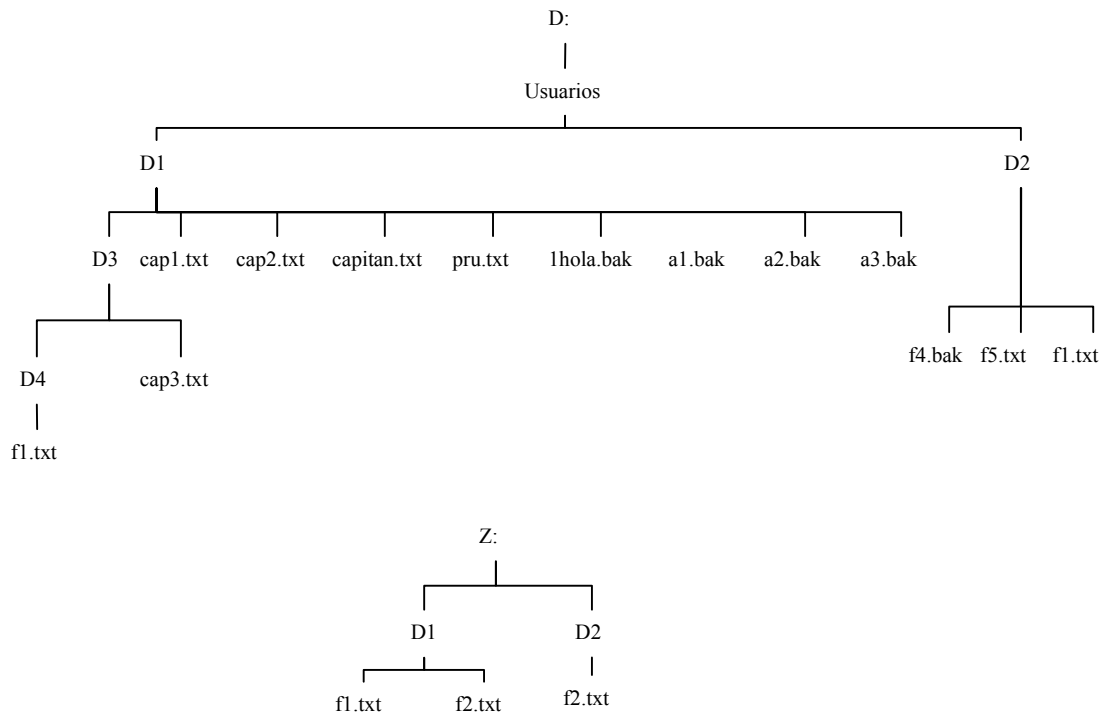 D:
Usuarios
D1 D2
D3 cap1.txt cap2.txt capitan.txt pru.txt 1hola.bak a1.bak a2.bak a3.bak
f4.bak f5.txt f1.txt
D4 cap3.txt
f1.txt
Z:
D1 D2
f1.txt f2.txt f2.txt